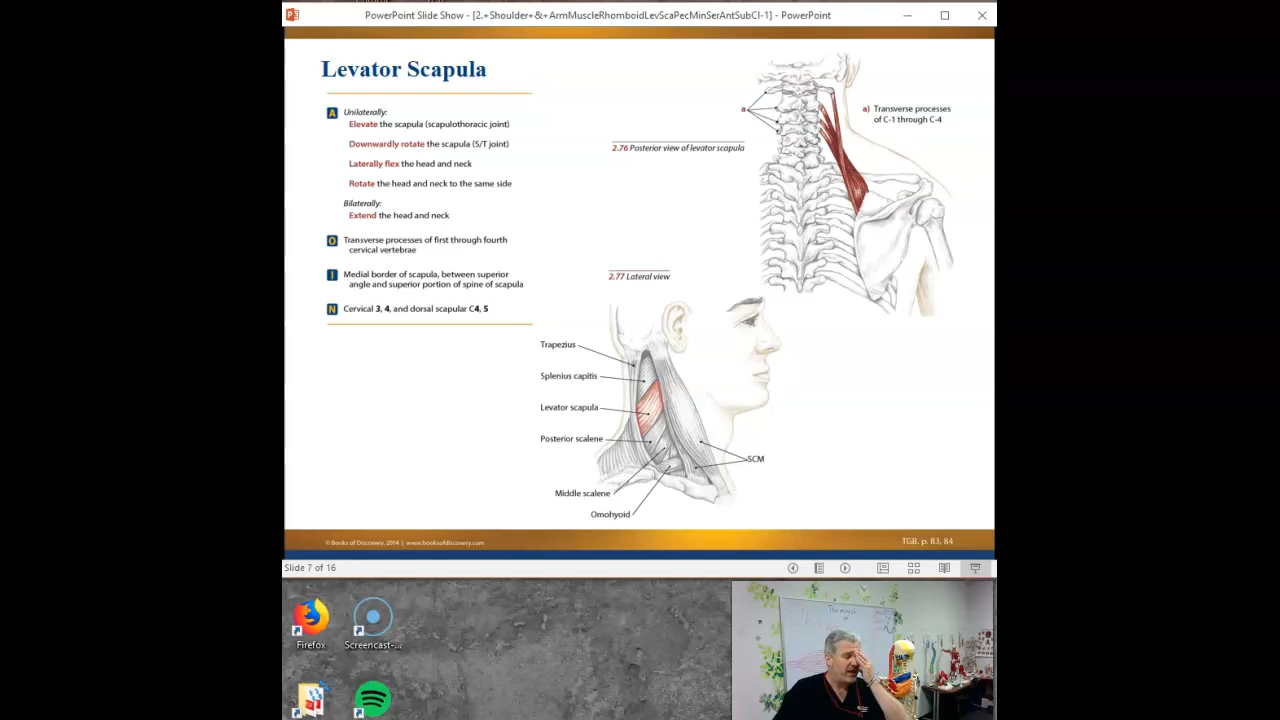 PowerPoint Slide Show - [2.+Shoulder+&+ArmMuscleRhomboidLevScaPecMinSerAntSubCl-1] - PowerPoint
Levator Scapula
A
Unilaterally:
Elevate the scapula (scapulothoracic joint)
Downwardly rotate the scapula (S/T joint)
Laterally flex the head and neck
Rotate the head and neck to the same side
Bilaterally:
Extend the head and neck
O
Transverse processes of first through fourth
cervical vertebrae
I
Medial border of scapula, between superior
angle and superior portion of spine of scapula
N
Cervical 3, 4, and dorsal scapular C4, 5
a
a) Transverse processes
of C-1 through C-4
2.76 Posterior view of levator scapula
2.77 Lateral view
Trapezius
Splenius capitis
Levator scapula
Posterior scalene
SCM
Middle scalene
Omohyoid
© Books of Discovery, 2014 | www.booksofdiscovery.com
TGB. p. 83, 84
Slide 7 of 16
Firefox
Screencast-...